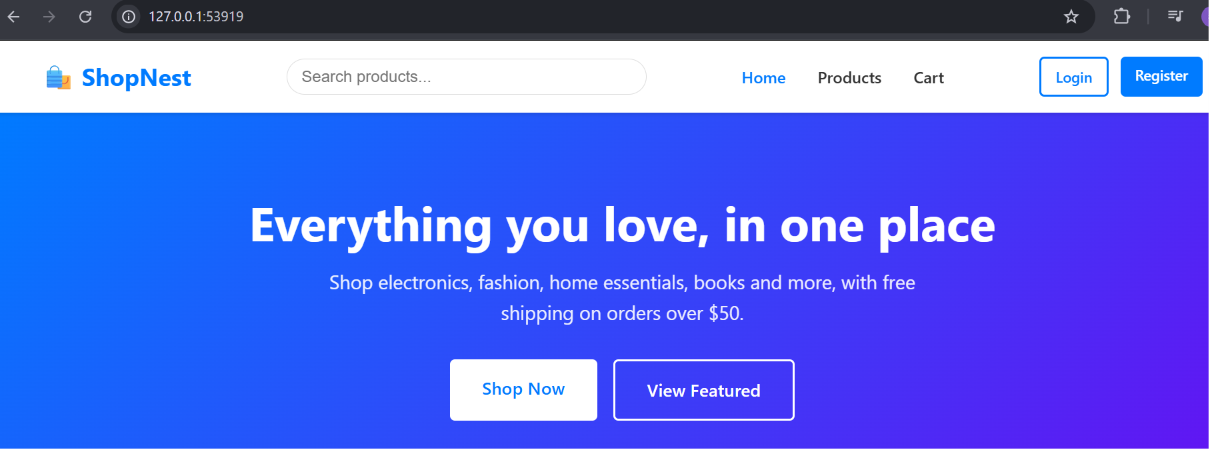 127.0.0.1:53919
ShopNest
Search products...
Home
Products
Cart
Login
Register
Everything you love, in one place
Shop electronics, fashion, home essentials, books and more, with free
shipping on orders over $50.
Shop Now
View Featured